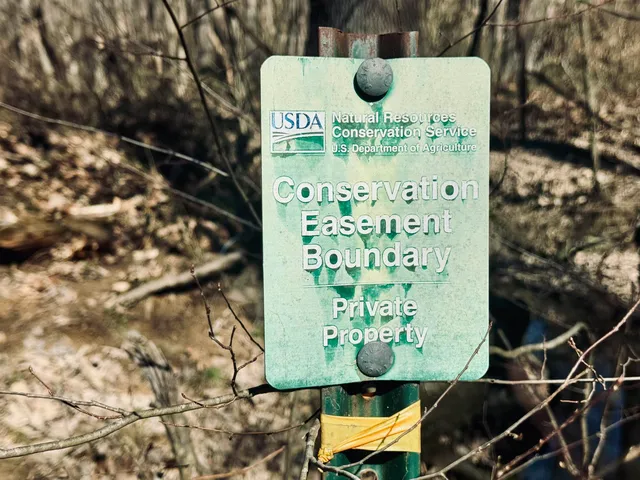 USDA
Natural Resources
Conservation Service
U.S. Department of Agriculture
Conservation
Easement
Boundary
Private
Property